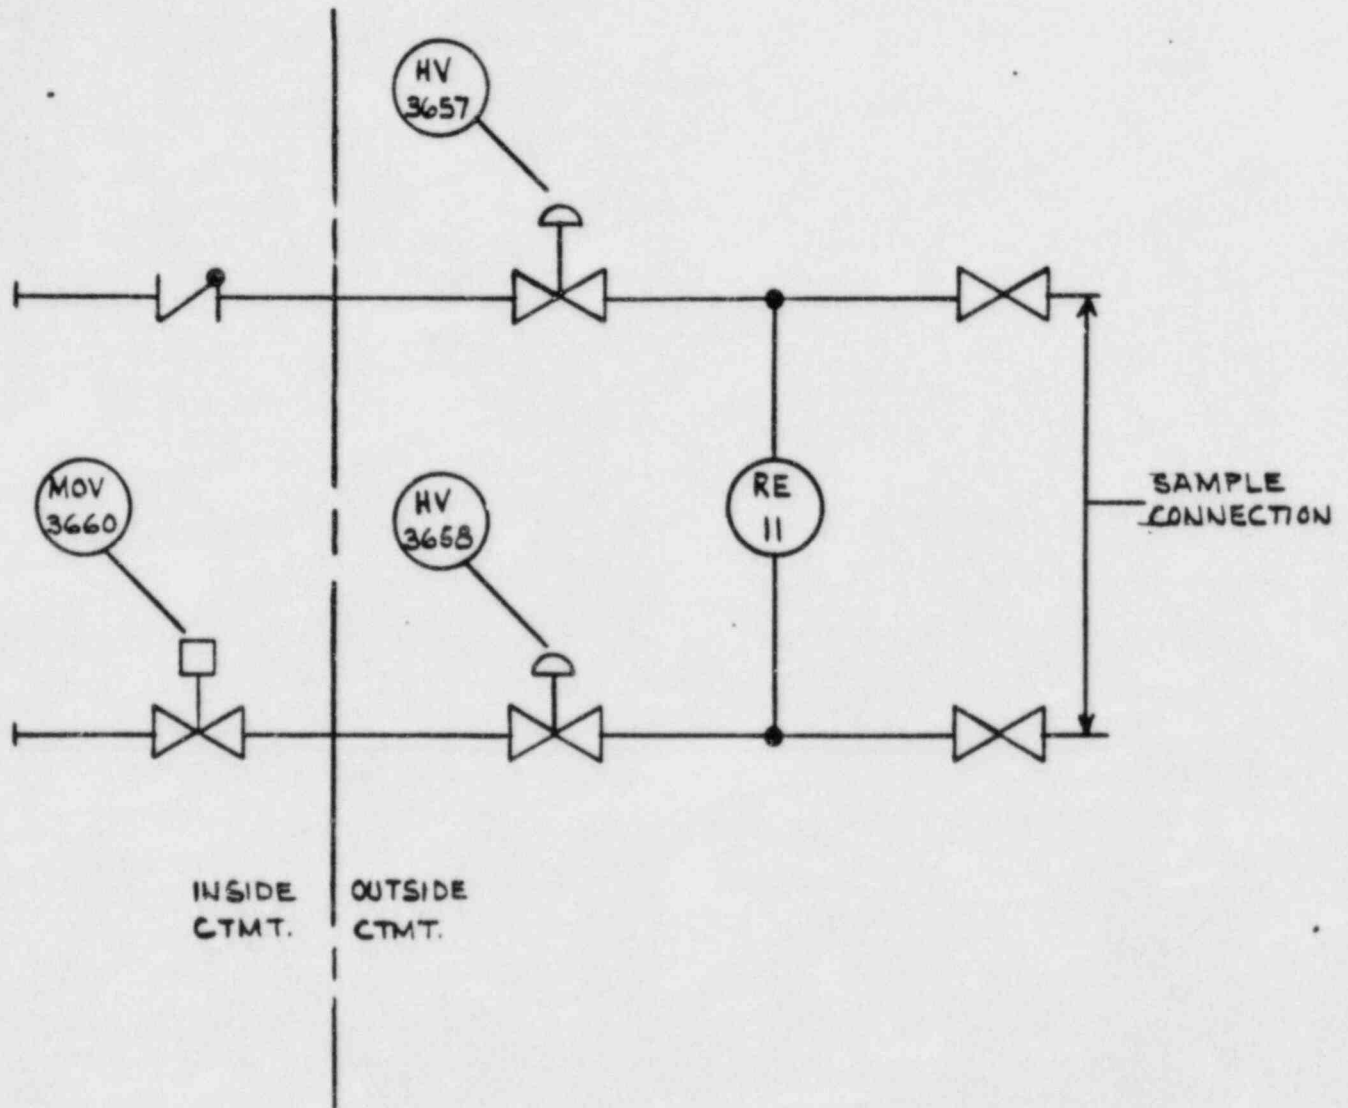 HV
3657
MOV
3660
HV
3658
RE
11
SAMPLE
CONNECTION
INSIDE
CTMT.
OUTSIDE
CTMT.